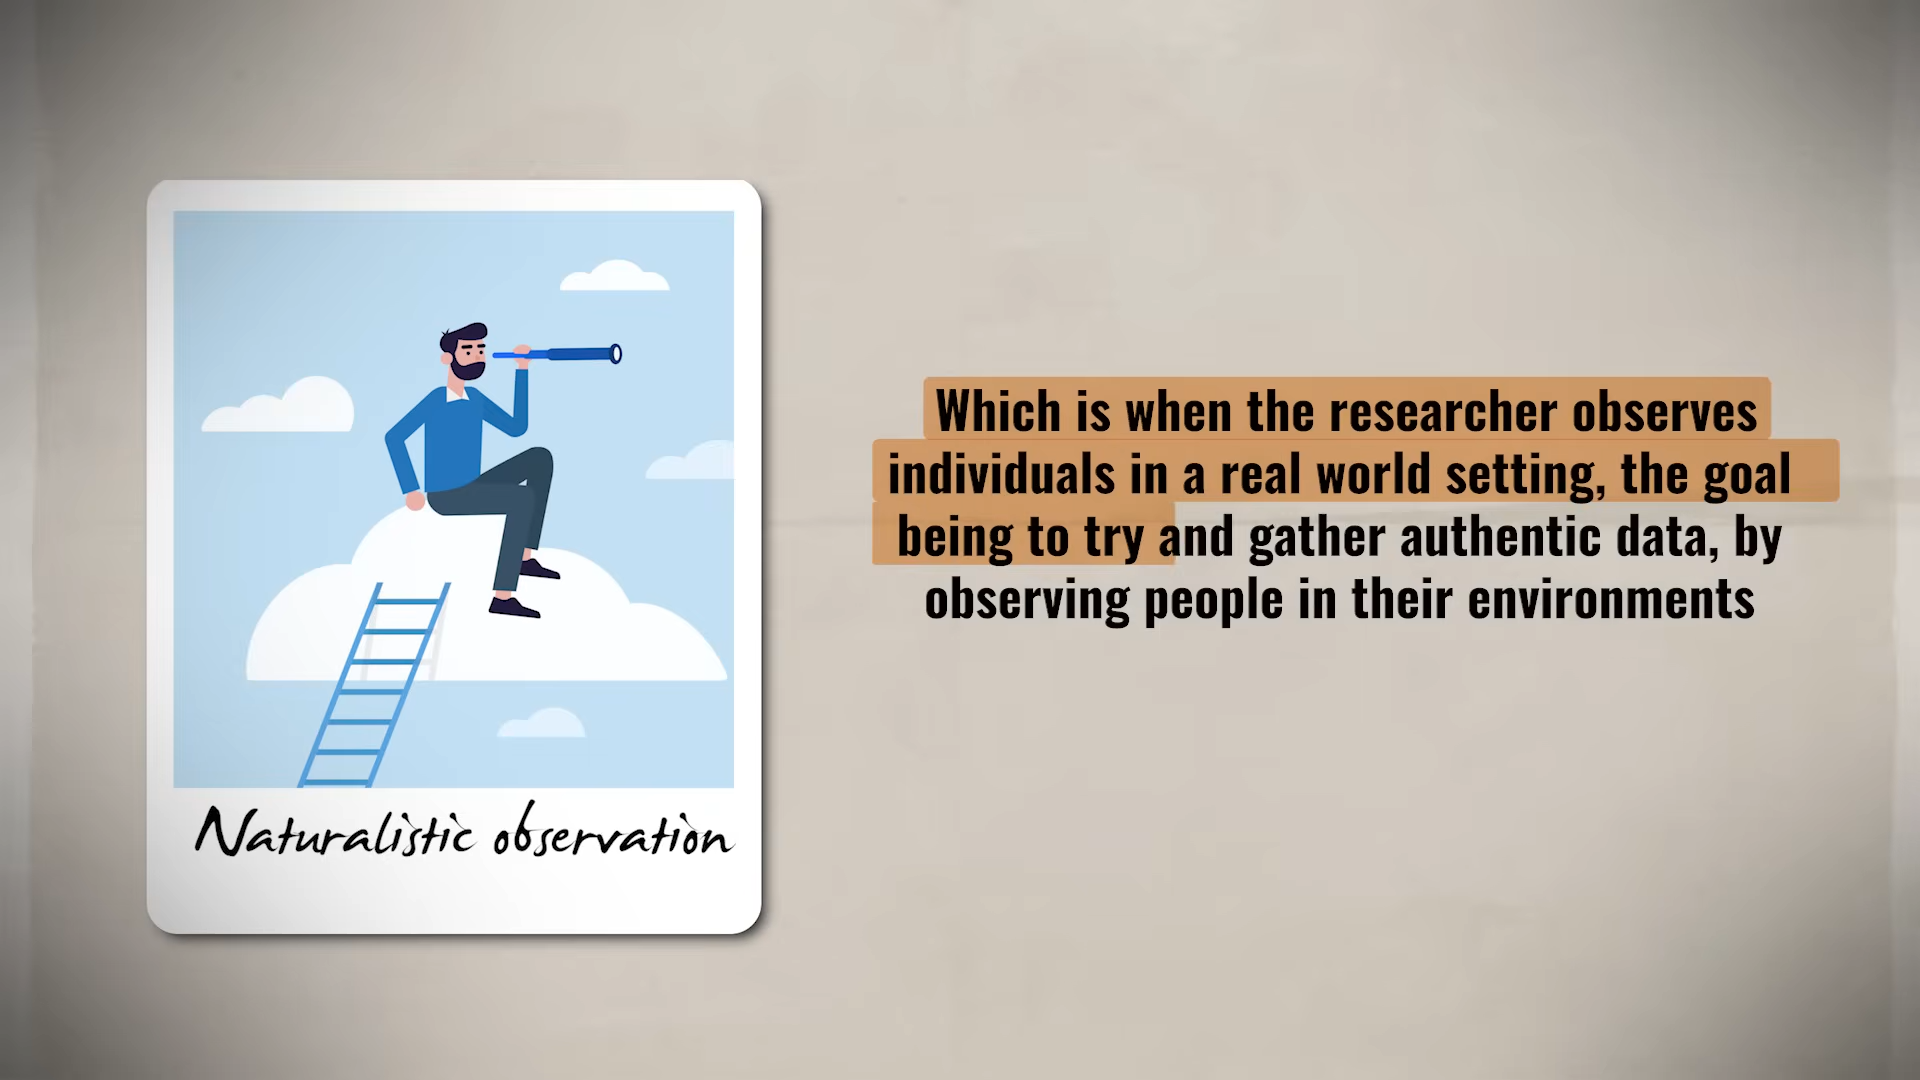 Naturalistic observation
Which is when the researcher observes
individuals in a real world setting, the goal
being to try and gather authentic data, by
observing people in their environments